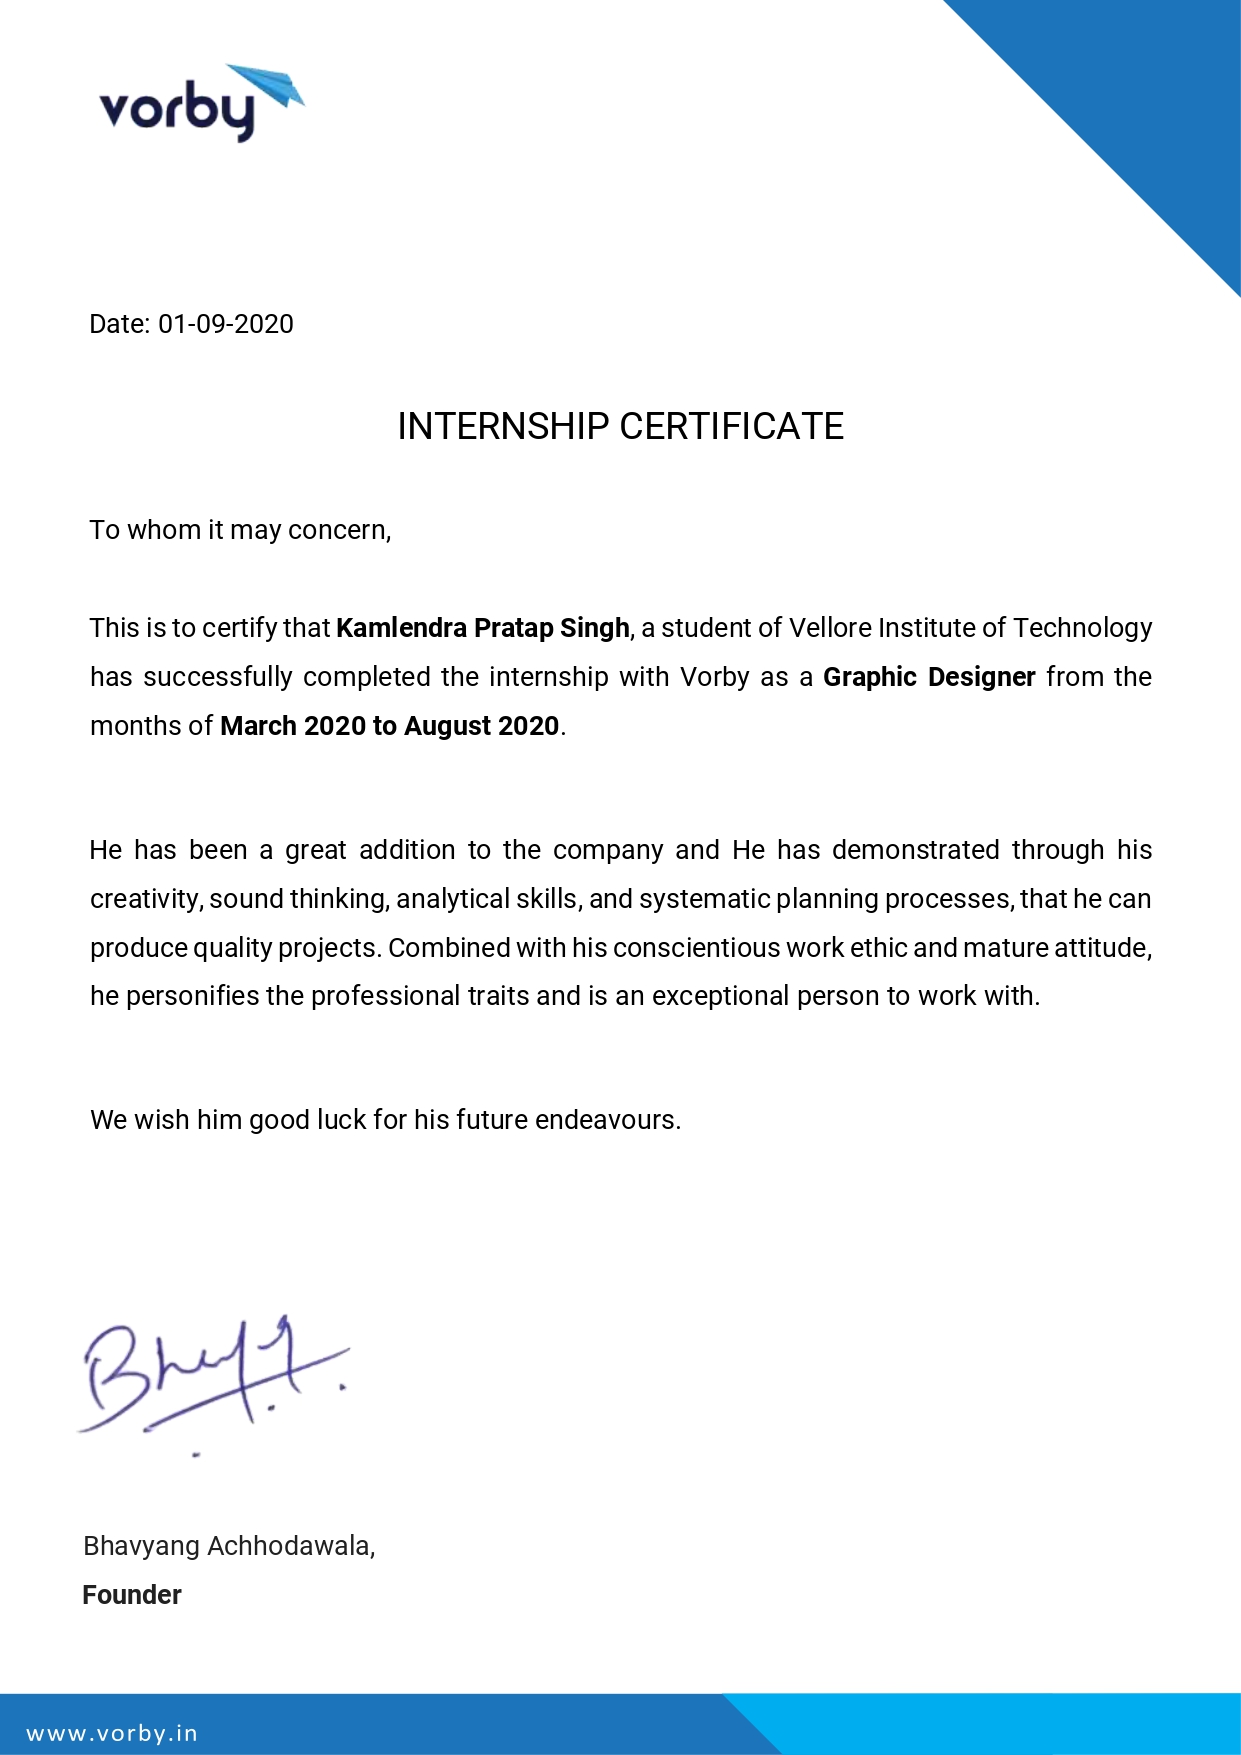 vorby
Date: 01-09-2020
INTERNSHIP CERTIFICATE
To whom it may concern,
This is to certify that Kamlendra Pratap Singh, a student of Vellore Institute of Technology
has successfully completed the internship with Vorby as a Graphic Designer from the
months of March 2020 to August 2020.
He has been a great addition to the company and He has demonstrated through his
creativity, sound thinking, analytical skills, and systematic planning processes, that he can
produce quality projects. Combined with his conscientious work ethic and mature attitude,
he personifies the professional traits and is an exceptional person to work with.
We wish him good luck for his future endeavours.
Bhavyang Achhodawala,
Founder
www.vorby.in